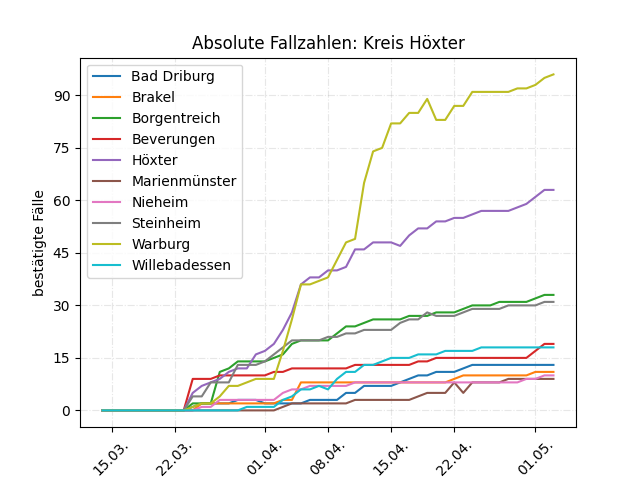 Absolute Fallzahlen: Kreis Höxter
bestätigte Fälle
90
75
60
45
30
15
0
Bad Driburg
Brakel
Borgentreich
Beverungen
Höxter
Marienmünster
Nieheim
Steinheim
Warburg
Willebadessen
15.03.
22.03.
01.04.
08.04.
15.04.
22.04.
01.05.